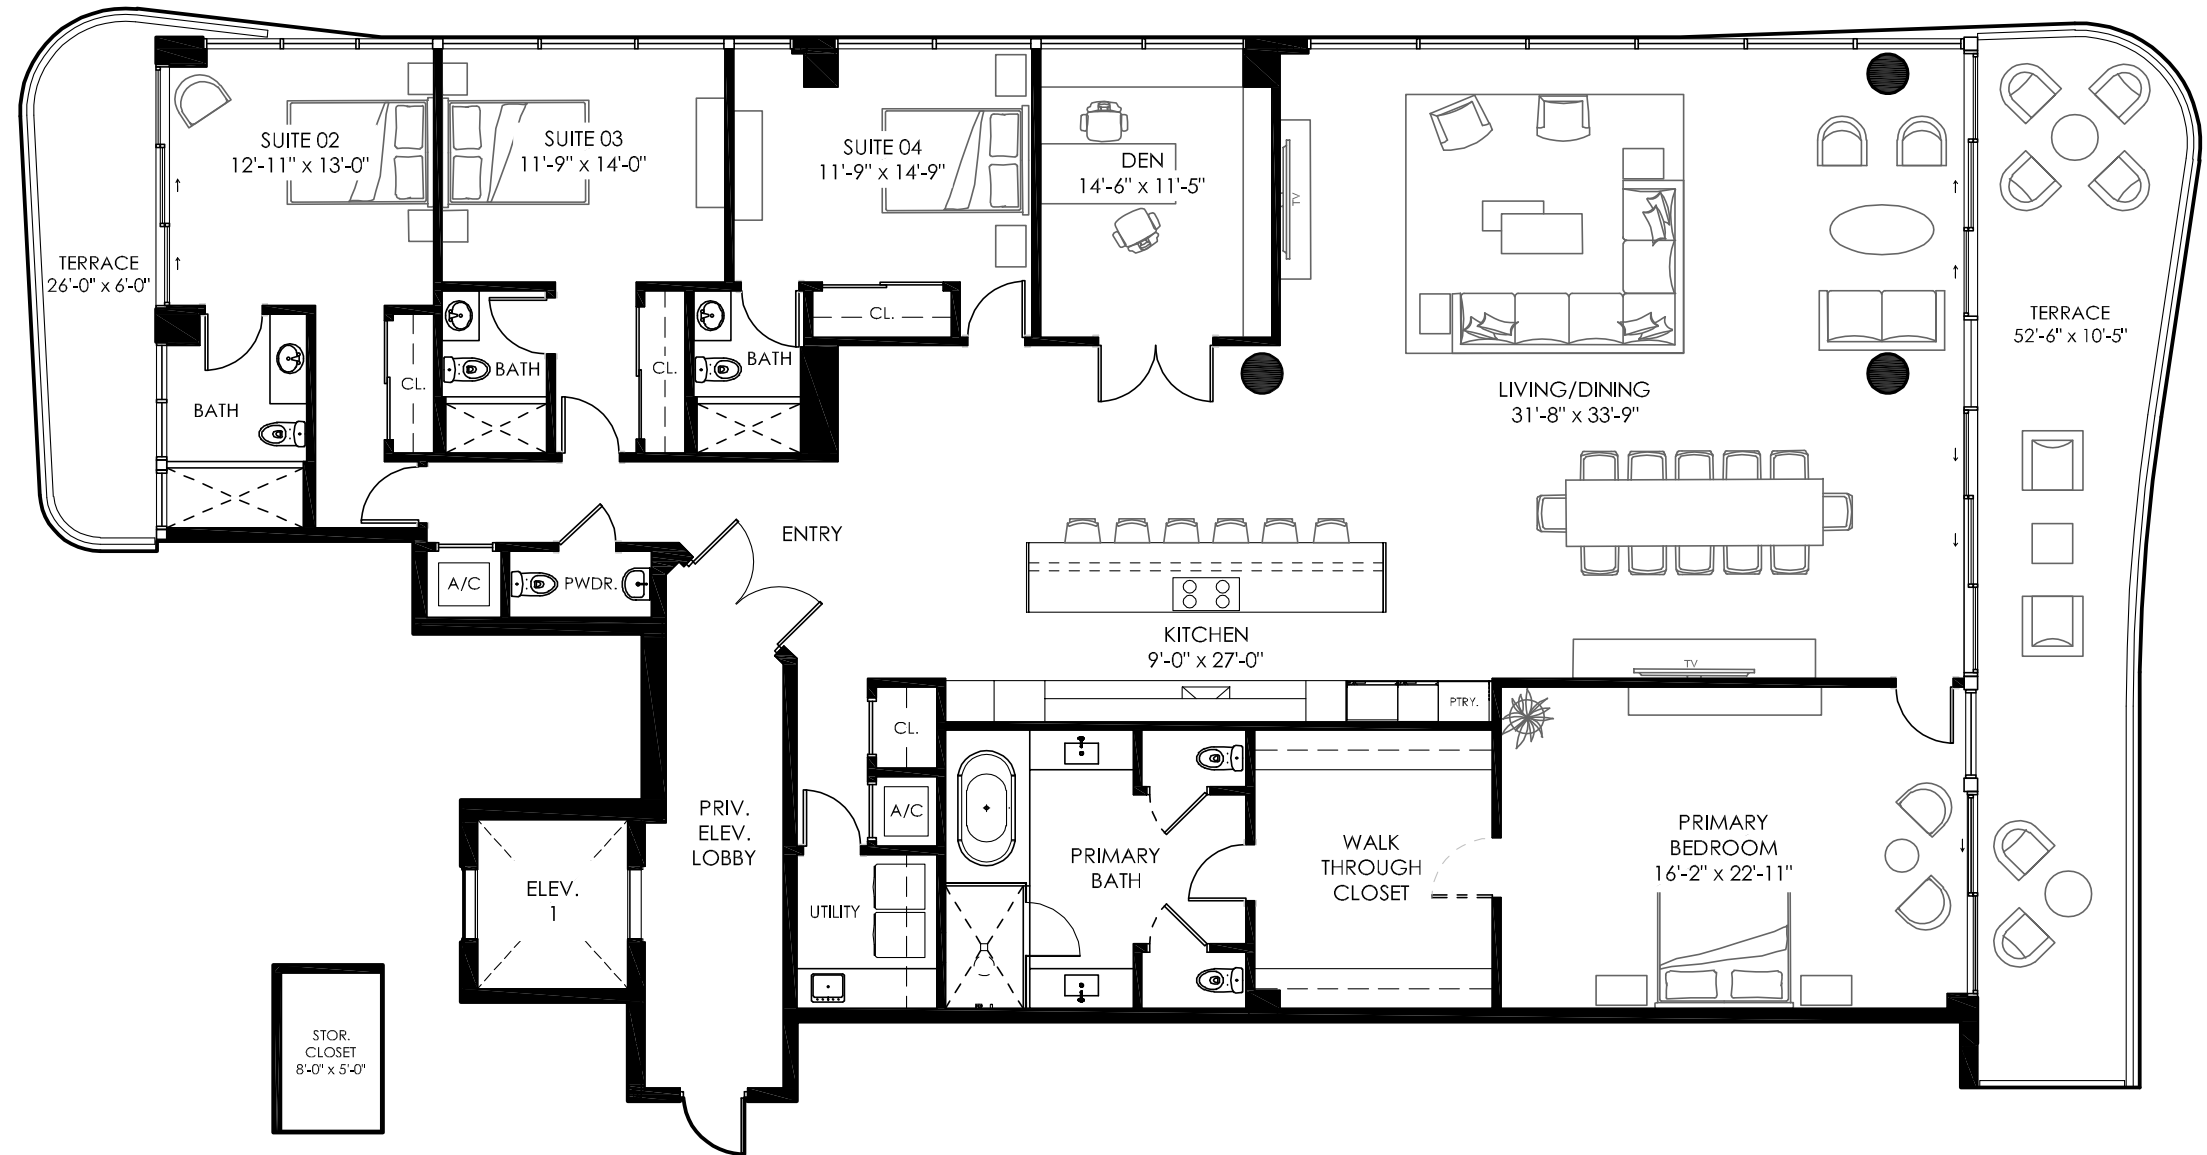 SUITE 02
12'-11" x 13'-0"
SUITE 03
11'-9" x 14'-0"
SUITE 04
11'-9" x 14'-9"
DEN
14'-6" x 11'-5"
TV
TERRACE
26'-0" x 6'-0"
TERRACE
52'-6" x 10'-5"
CL.
BATH
BATH
CL.
CL.
BATH
LIVING/DINING
31'-8" x 33'-9"
ENTRY
A/C
PWDR.
KITCHEN
9'-0" x 27'-0"
TV
PTRY.
CL.
A/C
PRIV.
ELEV.
LOBBY
PRIMARY
BATH
WALK
THROUGH
CLOSET
PRIMARY
BEDROOM
16'-2" x 22'-11"
ELEV.
1
UTILITY
STOR.
CLOSET
8'-0" x 5'-0"